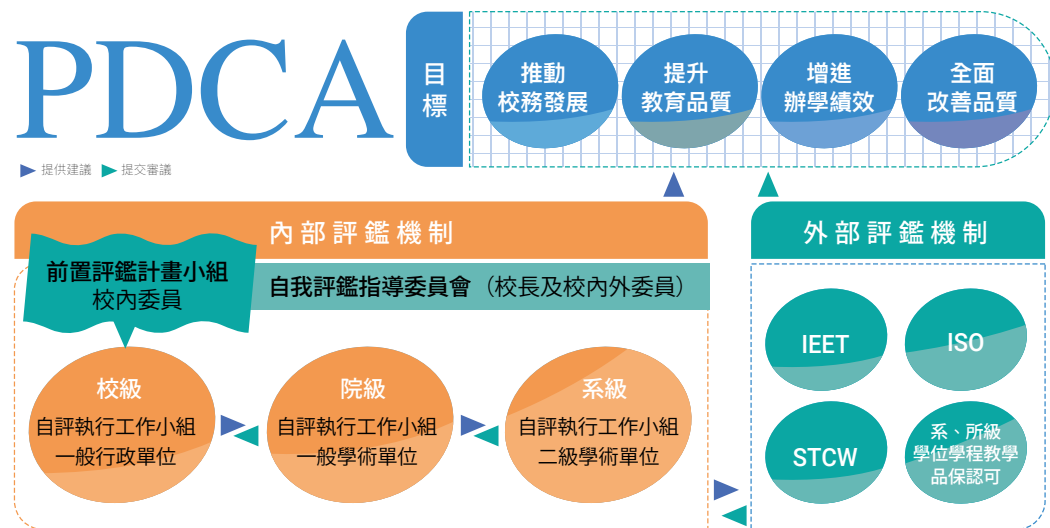 PDCA
目
標
推動
校務發展
提升
教育品質
增進
辦學績效
全面
改善品質
提供建議
提交審議
內部評鑑機制
前置評鑑計畫小組
校內委員
自我評鑑指導委員會（校長及校內外委員）
校級
自評執行工作小組
一般行政單位
院級
自評執行工作小組
一般學術單位
系級
自評執行工作小組
二級學術單位
外部評鑑機制
IEET
ISO
STCW
系、所級
學位學程教學
品保認可